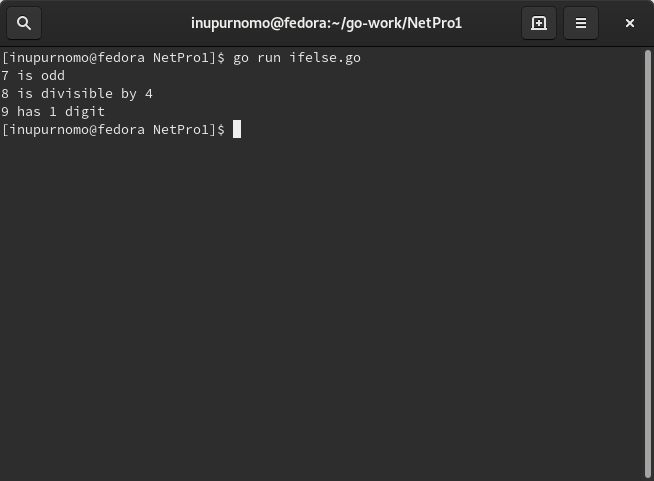 inupurnomo@fedora:~/go-work/NetPro1
[inupurnomo@fedora NetPro1]$ go run ifelse.go
7 is odd
8 is divisible by 4
9 has 1 digit
[inupurnomo@fedora NetPro1]$